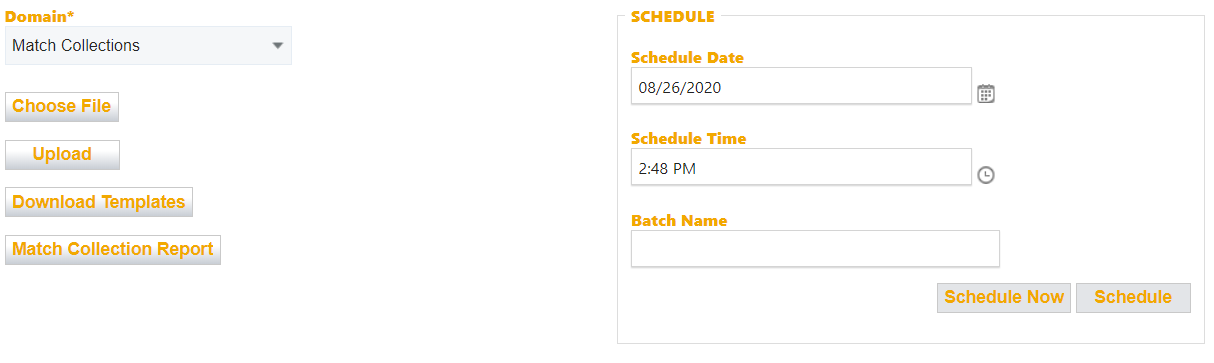 Domain*
Match Collections
Choose File
Upload
Download Templates
Match Collection Report
SCHEDULE
Schedule Date
08/26/2020
Schedule Time
2:48 PM
Batch Name
Schedule Now
Schedule